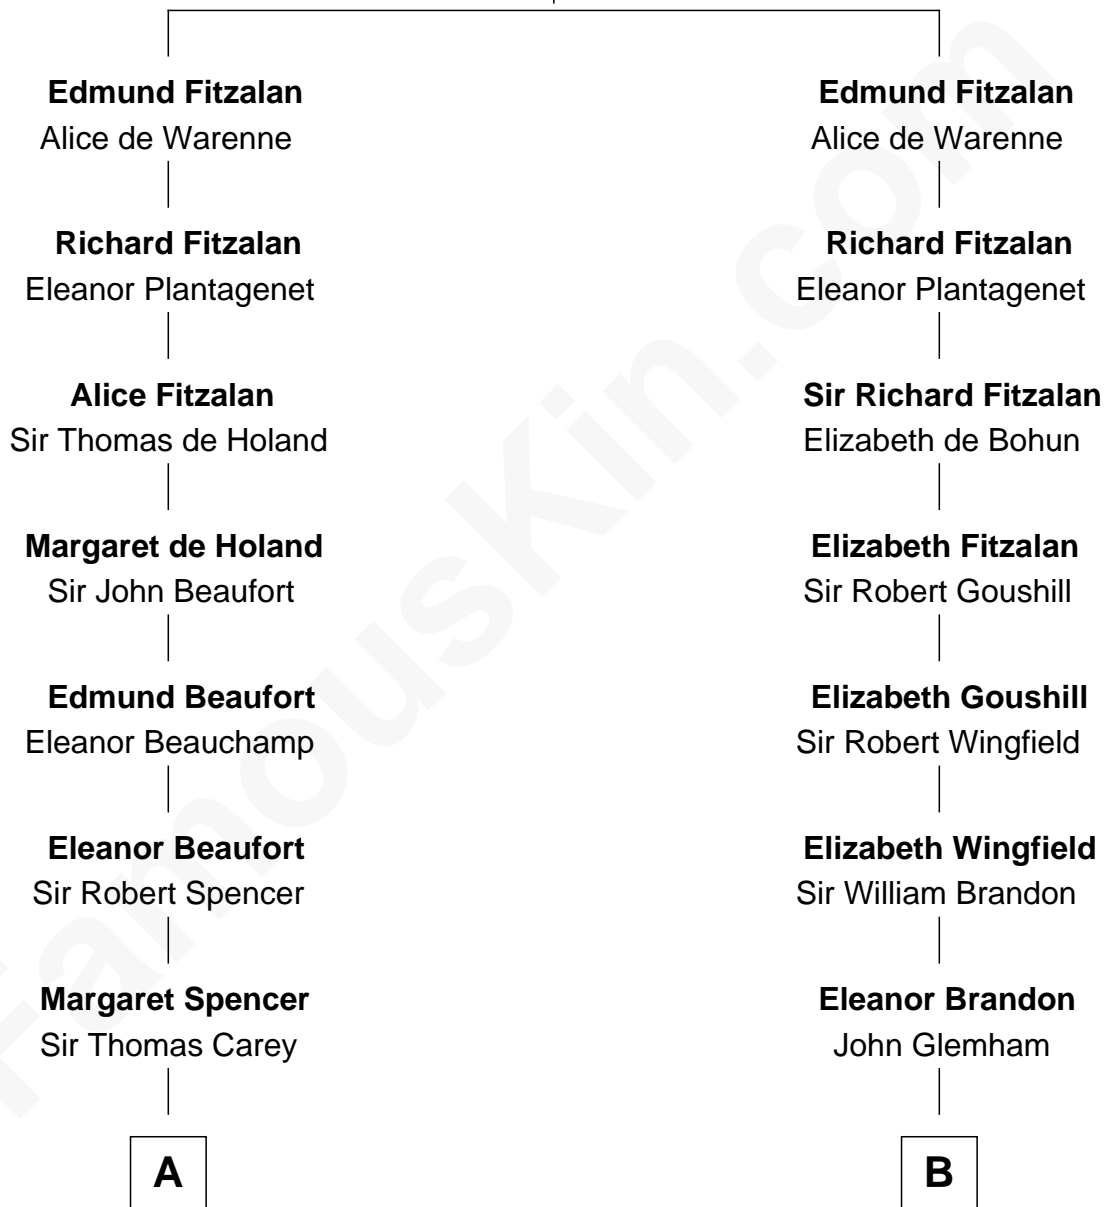 Edmund Fitzalan
Alice de Warenne
Richard Fitzalan
Eleanor Plantagenet
Alice Fitzalan
Sir Thomas de Holand
Margaret de Holand
Sir John Beaufort
Edmund Beaufort
Eleanor Beauchamp
Eleanor Beaufort
Sir Robert Spencer
Margaret Spencer
Sir Thomas Carey
A
Edmund Fitzalan
Alice de Warenne
Richard Fitzalan
Eleanor Plantagenet
Sir Richard Fitzalan
Elizabeth de Bohun
Elizabeth Fitzalan
Sir Robert Goushill
Elizabeth Goushill
Sir Robert Wingfield
Elizabeth Wingfield
Sir William Brandon
Eleanor Brandon
John Glemham
B
FamousKin.com